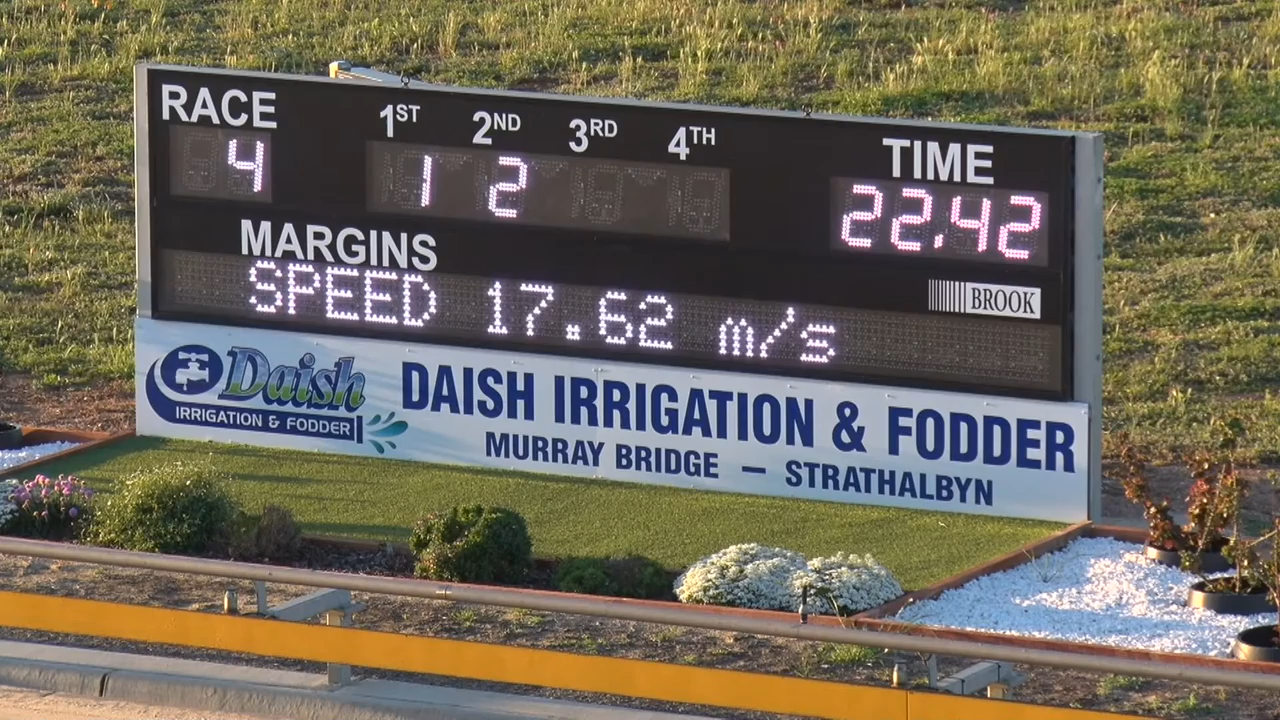 RACE 1ST 2ND 3RD 4TH TIME
4 1 2 22.42
MARGINS
SPEED 17.62 m/s
BROOK
Daish
IRRIGATION & FODDER
DAISH IRRIGATION & FODDER
MURRAY BRIDGE — STRATHALBYN